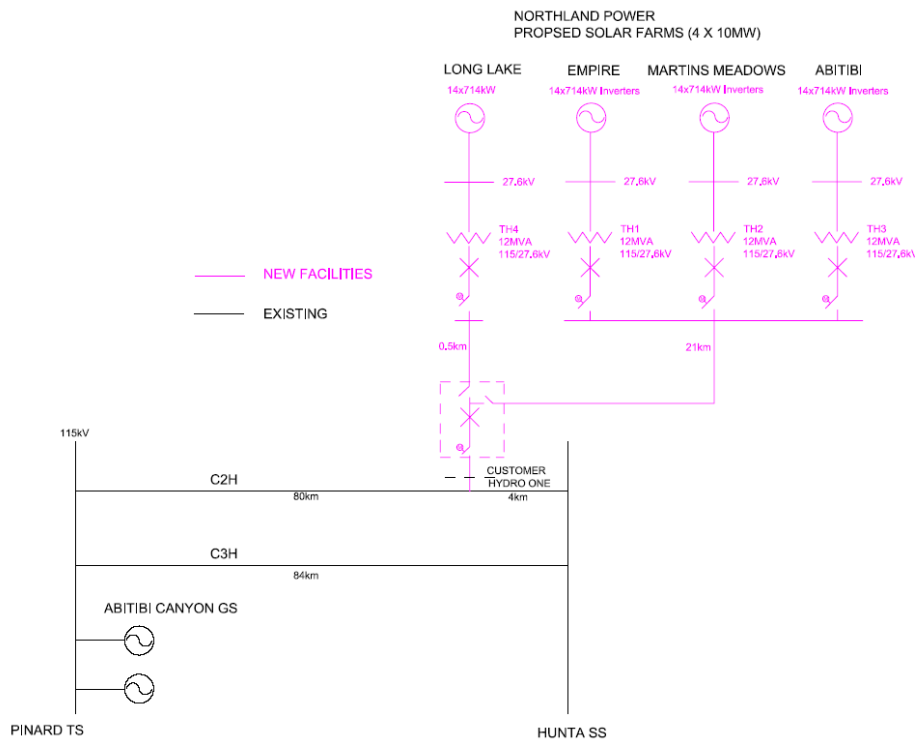 NORTHLAND POWER
PROPSED SOLAR FARMS (4 X 10MW)
LONG LAKE
EMPIRE
MARTINS MEADOWS
ABITIBI
14x714kW
14x714kW Inverters
14x714kW Inverters
14x714kW Inverters
27.6kV
27.6kV
27.6kV
27.6kV
TH4
12MVA
115/27.6kV
TH1
12MVA
115/27.6kV
TH2
12MVA
115/27.6kV
TH3
12MVA
115/27.6kV
NEW FACILITIES
EXISTING
0.5km
21km
115kV
CUSTOMER
HYDRO ONE
C2H
80km
4km
C3H
84km
ABITIBI CANYON GS
PINARD TS
HUNTA SS